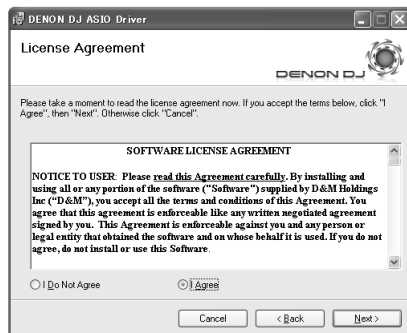 DENON DJ ASIO Driver
License Agreement
DENON DJ
Please take a moment to read the license agreement now. If you accept the terms below, click "I
Agree", then "Next". Otherwise click "Cancel".
SOFTWARE LICENSE AGREEMENT
NOTICE TO USER: Please read this Agreement carefully. By installing and
using all or any portion of the software ("Software") supplied by D&M Holdings
Inc ("D&M"), you accept all the terms and conditions of this Agreement. You
agree that this agreement is enforceable like any written negotiated agreement
signed by you. This Agreement is enforceable against you and any person or
legal entity that obtained the software and on whose behalf it is used. If you do not
agree, do not install or use this Software.
I Do Not Agree
I Agree
Cancel
< Back
Next >